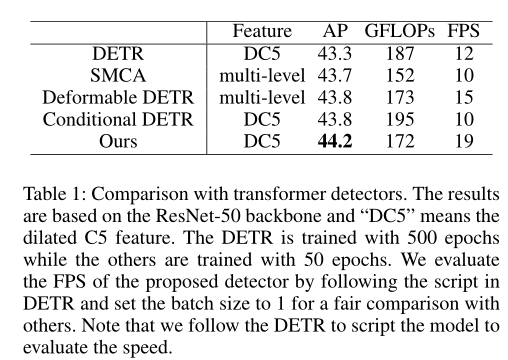 Feature AP GFLOPs FPS
DETR DC5 43.3 187 12
SMCA multi-level 43.7 152 10
Deformable DETR multi-level 43.8 173 15
Conditional DETR DC5 43.8 195 10
Ours DC5 44.2 172 19
Table 1: Comparison with transformer detectors. The results
are based on the ResNet-50 backbone and “DC5” means the
dilated C5 feature. The DETR is trained with 500 epochs
while the others are trained with 50 epochs. We evaluate
the FPS of the proposed detector by following the script in
DETR and set the batch size to 1 for a fair comparison with
others. Note that we follow the DETR to script the model to
evaluate the speed.